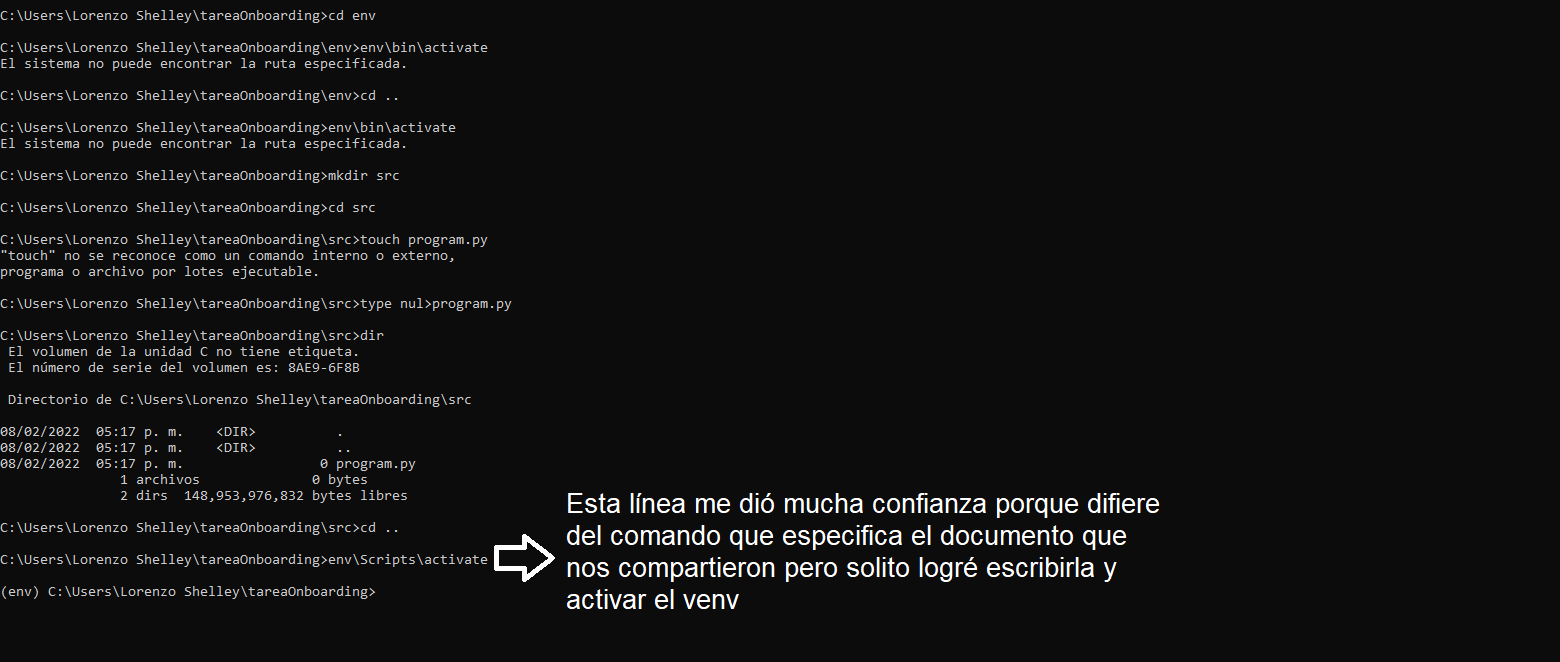 C:\Users\Lorenzo Shelley\tareaOnboarding>cd env
C:\Users\Lorenzo Shelley\tareaOnboarding\env>env\bin\activate
El sistema no puede encontrar la ruta especificada.
C:\Users\Lorenzo Shelley\tareaOnboarding\env>cd ..
C:\Users\Lorenzo Shelley\tareaOnboarding>env\bin\activate
El sistema no puede encontrar la ruta especificada.
C:\Users\Lorenzo Shelley\tareaOnboarding>mkdir src
C:\Users\Lorenzo Shelley\tareaOnboarding>cd src
C:\Users\Lorenzo Shelley\tareaOnboarding\src>touch program.py
"touch" no se reconoce como un comando interno o externo,
programa o archivo por lotes ejecutable.
C:\Users\Lorenzo Shelley\tareaOnboarding\src>type nul>program.py
C:\Users\Lorenzo Shelley\tareaOnboarding\src>dir
 El volumen de la unidad C no tiene etiqueta.
 El número de serie del volumen es: 8AE9-6F8B
 Directorio de C:\Users\Lorenzo Shelley\tareaOnboarding\src
08/02/2022  05:17 p. m.    <DIR>          .
08/02/2022  05:17 p. m.    <DIR>          ..
08/02/2022  05:17 p. m.                 0 program.py
               1 archivos              0 bytes
               2 dirs  148,953,976,832 bytes libres
C:\Users\Lorenzo Shelley\tareaOnboarding\src>cd ..
C:\Users\Lorenzo Shelley\tareaOnboarding>env\Scripts\activate
(env) C:\Users\Lorenzo Shelley\tareaOnboarding>
Esta línea me dió mucha confianza porque difiere
del comando que especifica el documento que
nos compartieron pero solito logré escribirla y
activar el venv